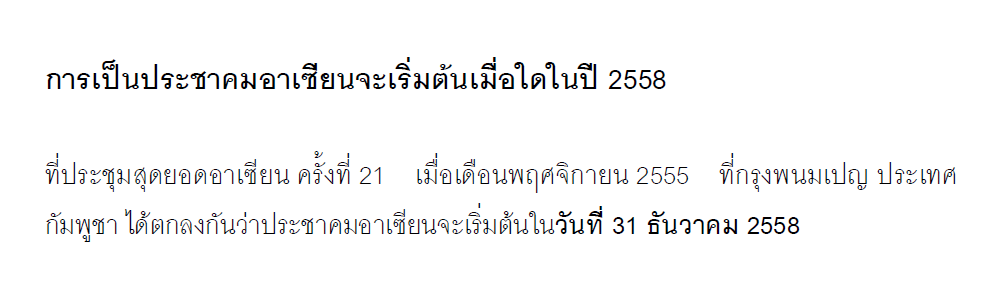 การเป็นประชาคมอาเซียนจะเริ่มต้นเมื่อใดในปี 2558
ที่ประชุมสุดยอดอาเซียน ครั้งที่ 21 เมื่อเดือนพฤศจิกายน 2555 ที่กรุงพนมเปญ ประเทศ
กัมพูชา ได้ตกลงกันว่าประชาคมอาเซียนจะเริ่มต้นในวันที่ 31 ธันวาคม 2558